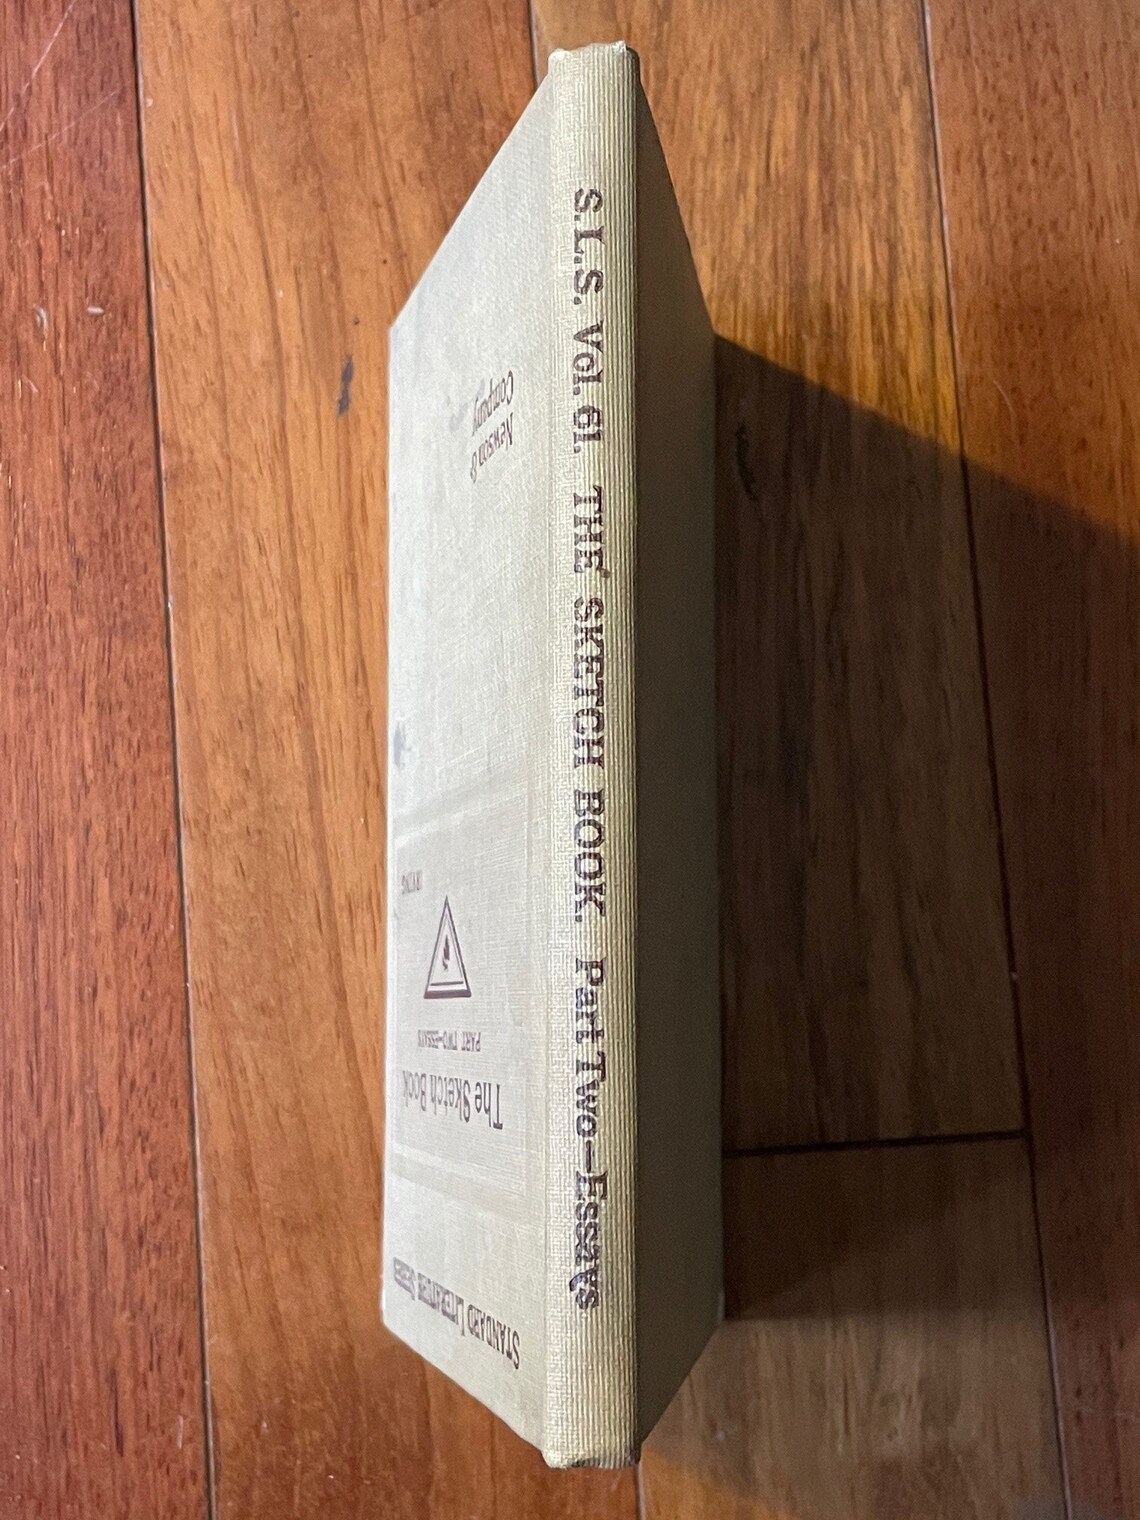 S.L.S. Vol. 61. THE SKETCH BOOK. Part Two—Essays
STANDARD LITERATURE SERIES
The Sketch Book
PART TWO—ESSAYS
IRVING
Newson &
Company